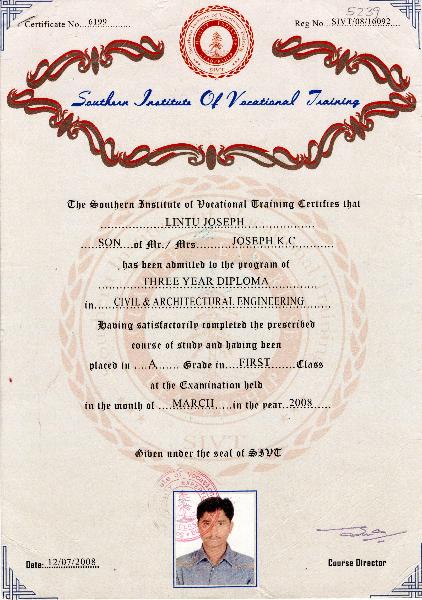 5239
Certificate No. 6199
Reg No. SIVT/08/16092
SIVT
Southern Institute Of Vocational Training
The Southern Institute of Vocational Training Certifies that
LINTU JOSEPH
SON of Mr./ Mrs. JOSEPH K.C
has been admitted to the program of
THREE YEAR DIPLOMA
in CIVIL & ARCHITECTURAL ENGINEERING
Having satisfactorily completed the prescribed
course of study and having been
placed in A Grade in FIRST Class
at the Examination held
in the month of MARCH in the year 2008
SIVT
Given under the seal of SIVT
Date: 12/07/2008
Course Director